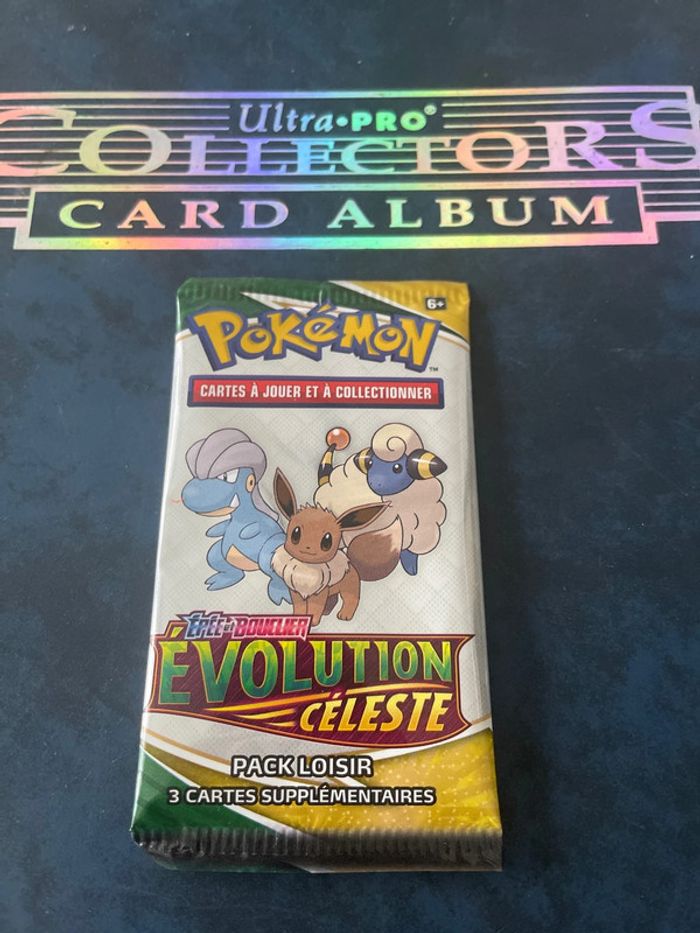 Ultra•PRO®
COLLECTORS
CARD ALBUM
6+
POKéMON™
CARTES À JOUER ET À COLLECTIONNER
ÉPÉE ET BOUCLIER
ÉVOLUTION
CÉLESTE
PACK LOISIR
3 CARTES SUPPLÉMENTAIRES